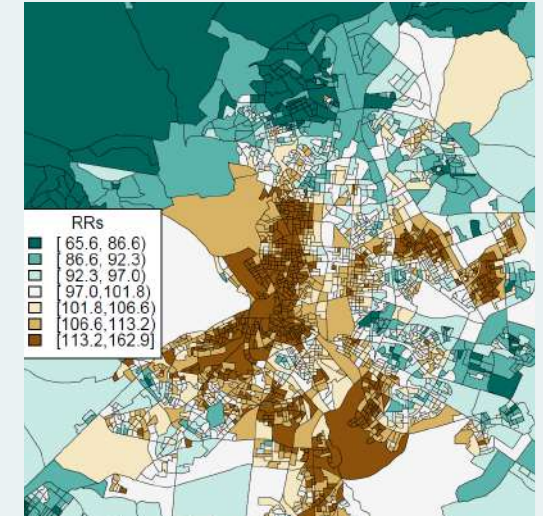 RRs
[ 65.6, 86.6)
[ 86.6, 92.3)
[ 92.3, 97.0)
[ 97.0,101.8)
[101.8,106.6)
[106.6,113.2)
[113.2,162.9]